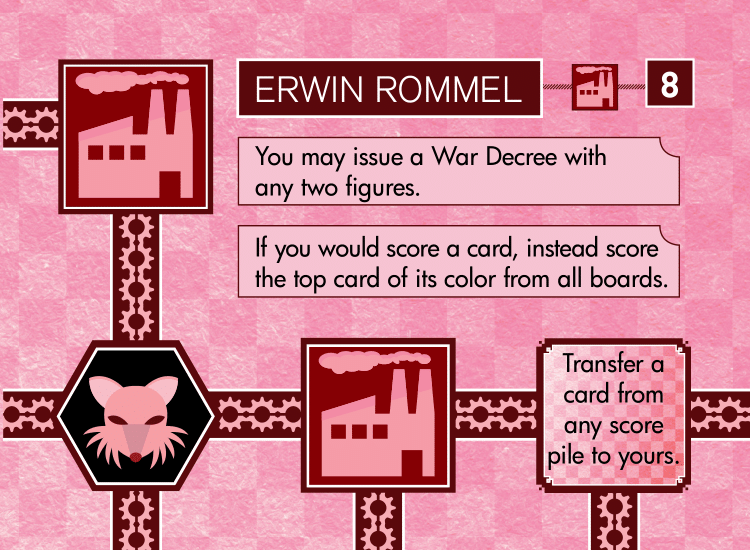 ERWIN ROMMEL
8
You may issue a War Decree with
any two figures.
If you would score a card, instead score
the top card of its color from all boards.
Transfer a
card from
any score
pile to yours.